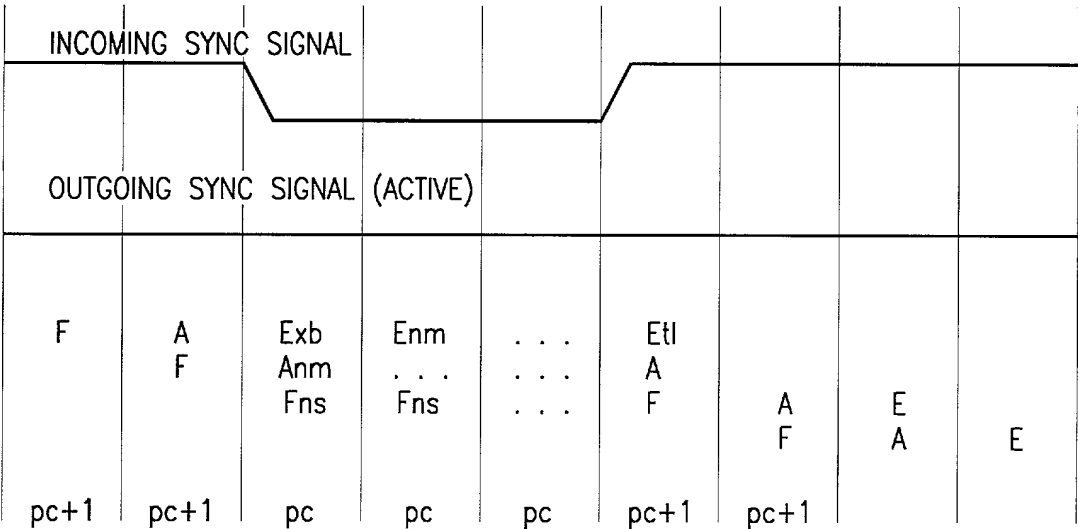 INCOMING SYNC SIGNAL
OUTGOING SYNC SIGNAL (ACTIVE)
F A Exb Enm . . . Etl
F Anm . . . . . . A
Fns Fns . . . F A E
F A E
pc+1 pc+1 pc pc pc pc+1 pc+1